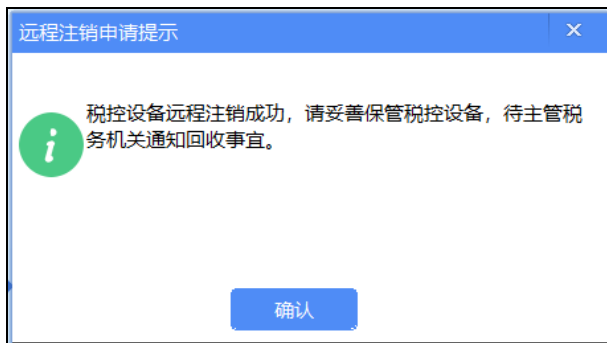 远程注销申请提示
税控设备远程注销成功，请妥善保管税控设备，待主管税
务机关通知回收事宜。
确认